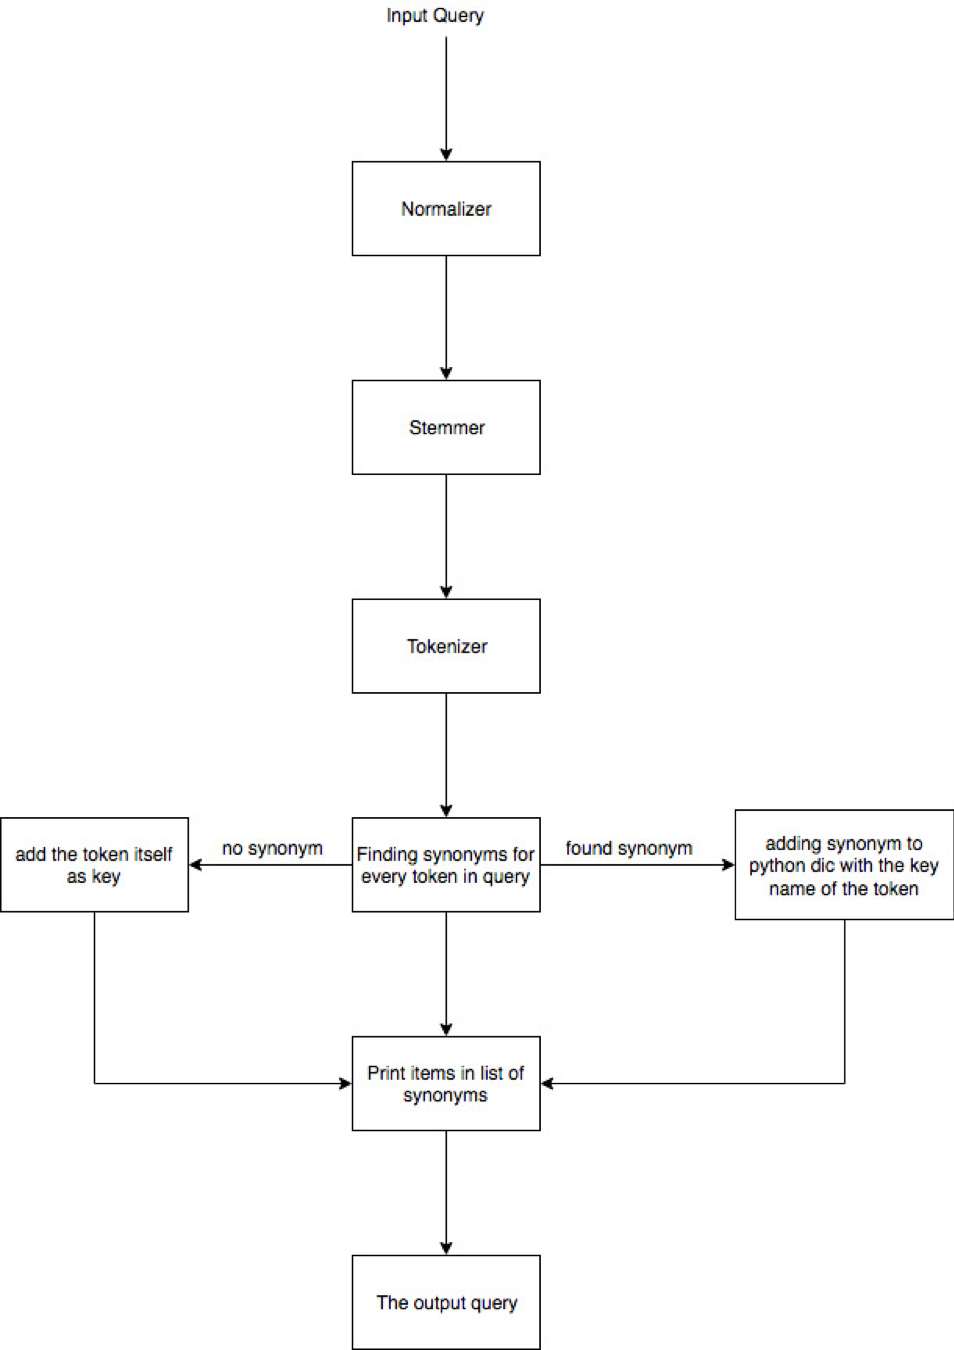 Input Query
Normalizer
Stemmer
Tokenizer
add the token itself
as key
no synonym
Finding synonyms for
every token in query
found synonym
adding synonym to
python dic with the key
name of the token
Print items in list of
synonyms
The output query